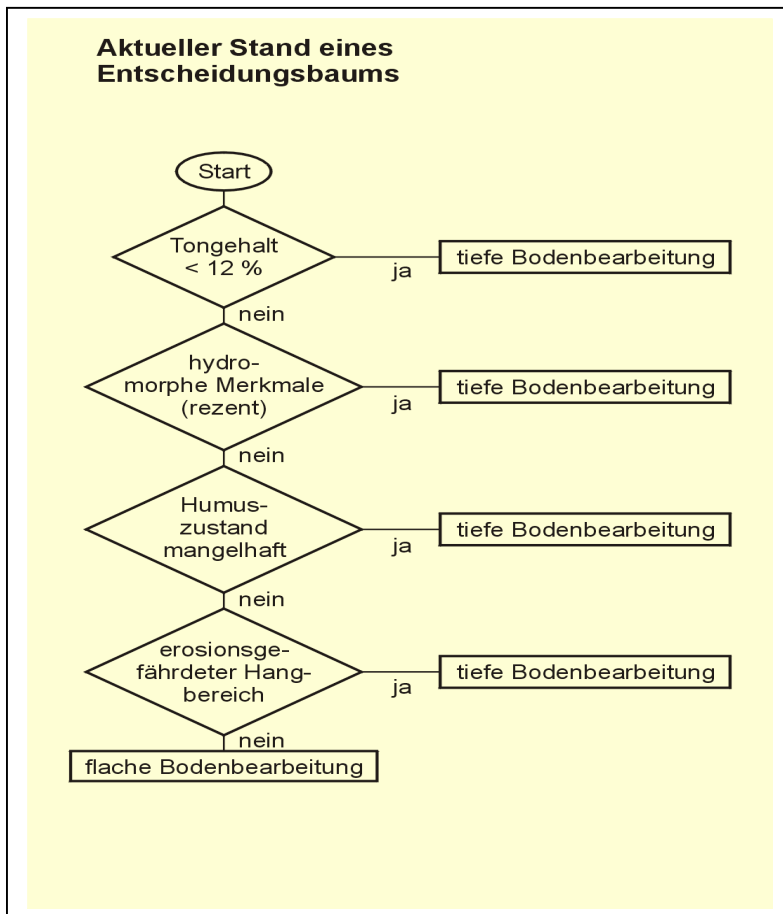 Aktueller Stand eines
Entscheidungsbaums
Start
Tongehalt
< 12 %
ja
tiefe Bodenbearbeitung
nein
hydro-
morphe Merkmale
(rezent)
ja
tiefe Bodenbearbeitung
nein
Humus-
zustand
mangelhaft
ja
tiefe Bodenbearbeitung
nein
erosionsge-
fährdeter Hang-
bereich
ja
tiefe Bodenbearbeitung
nein
flache Bodenbearbeitung